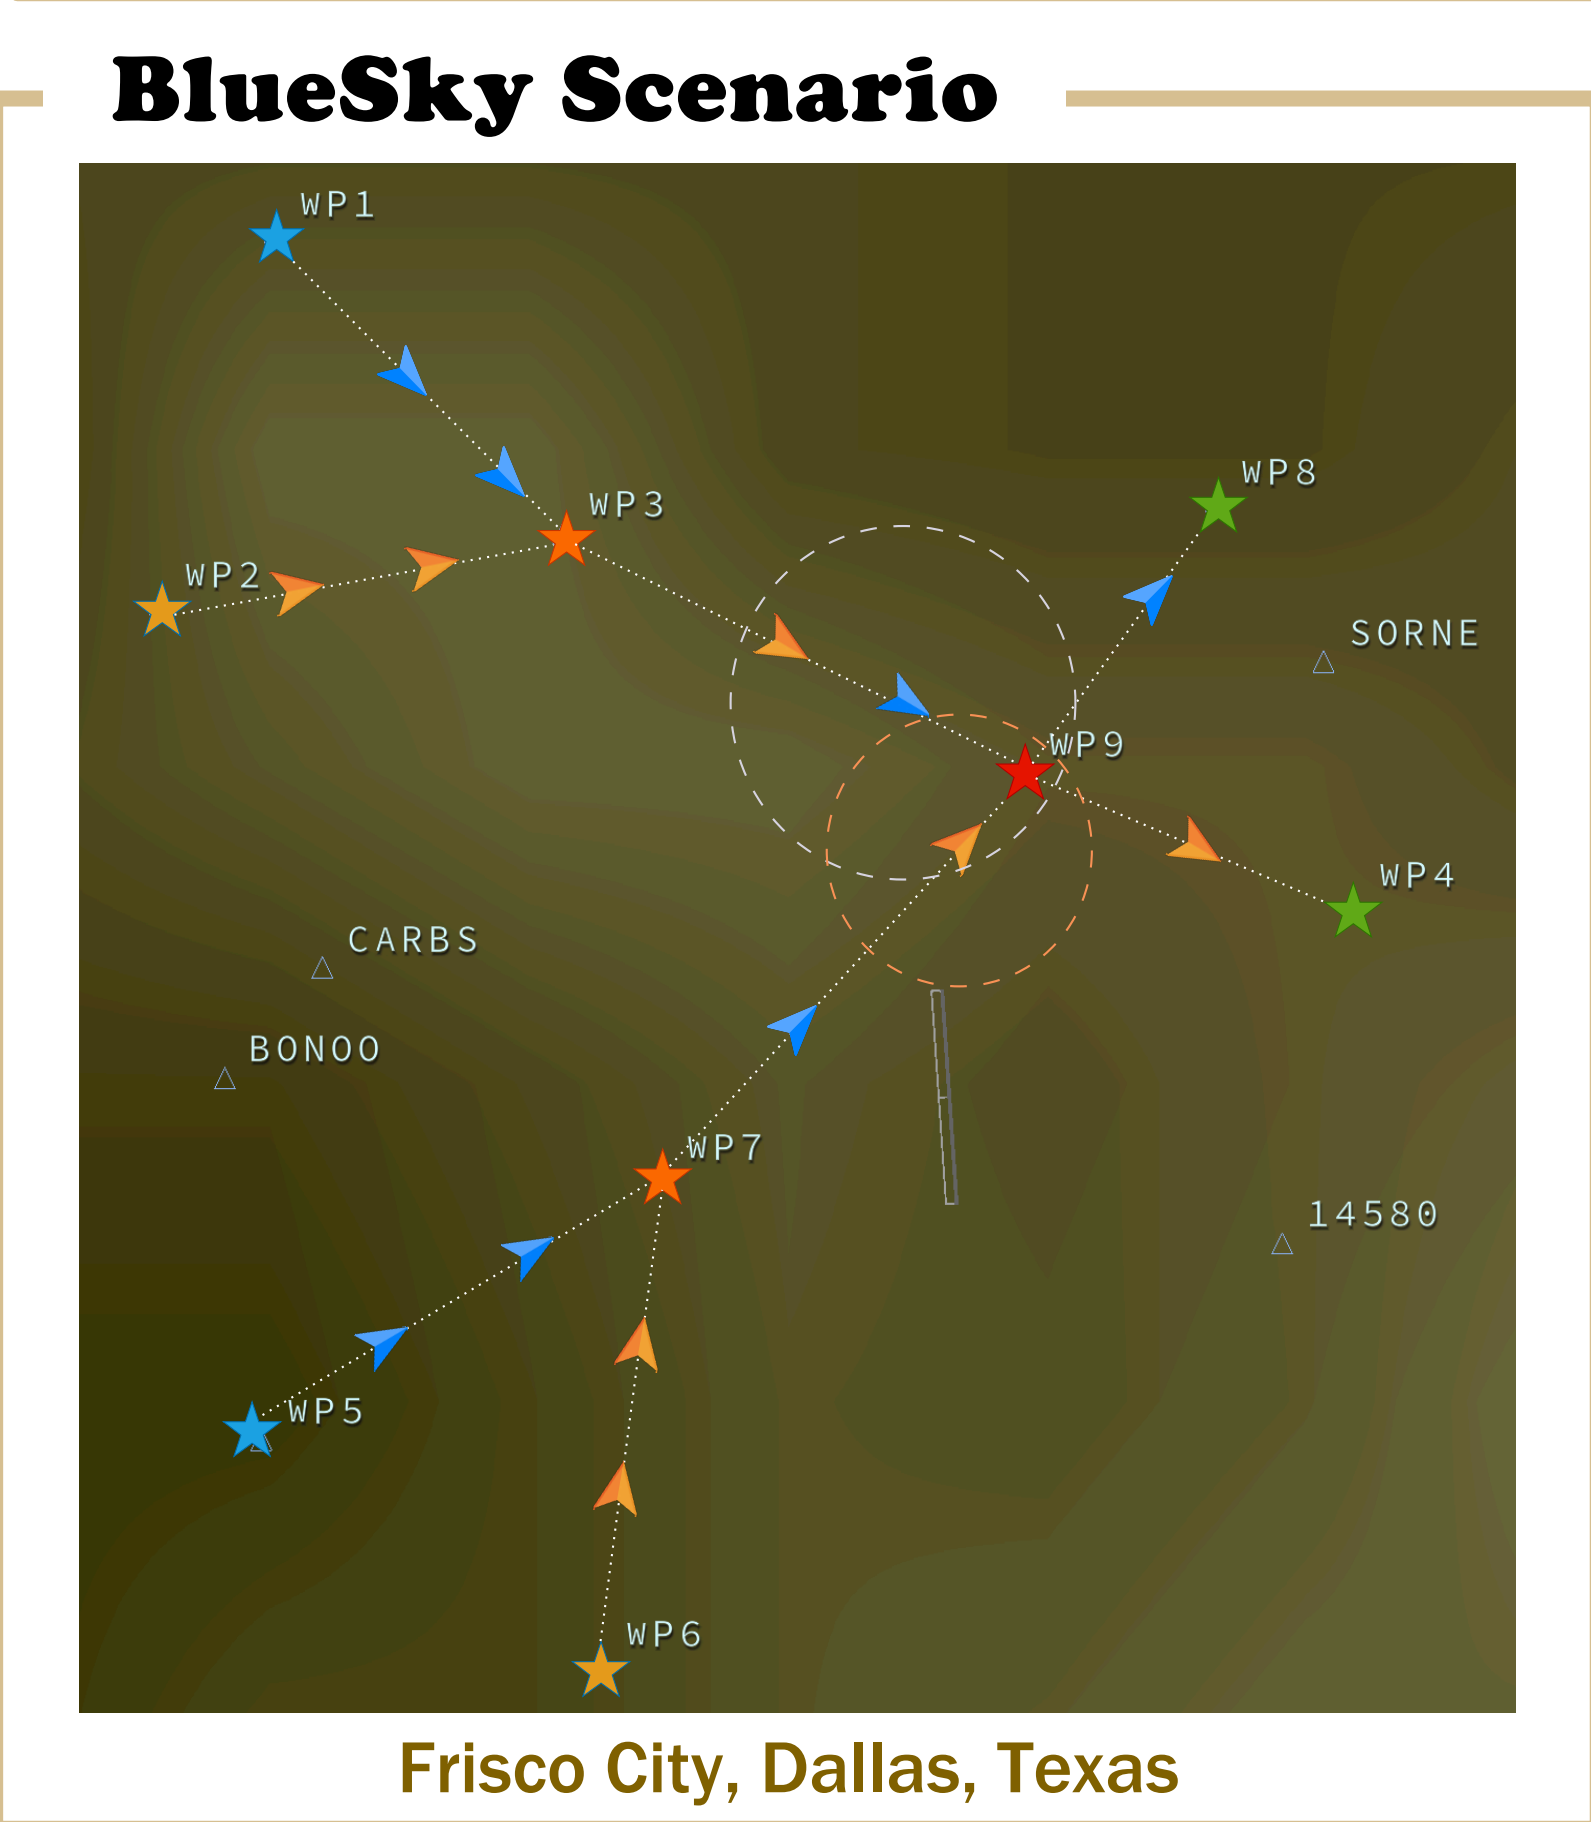 BlueSky Scenario
WP1
WP8
WP3
WP2
SORNE
WP9
WP4
CARBS
BONOO
WP7
14580
WP5
WP6
Frisco City, Dallas, Texas